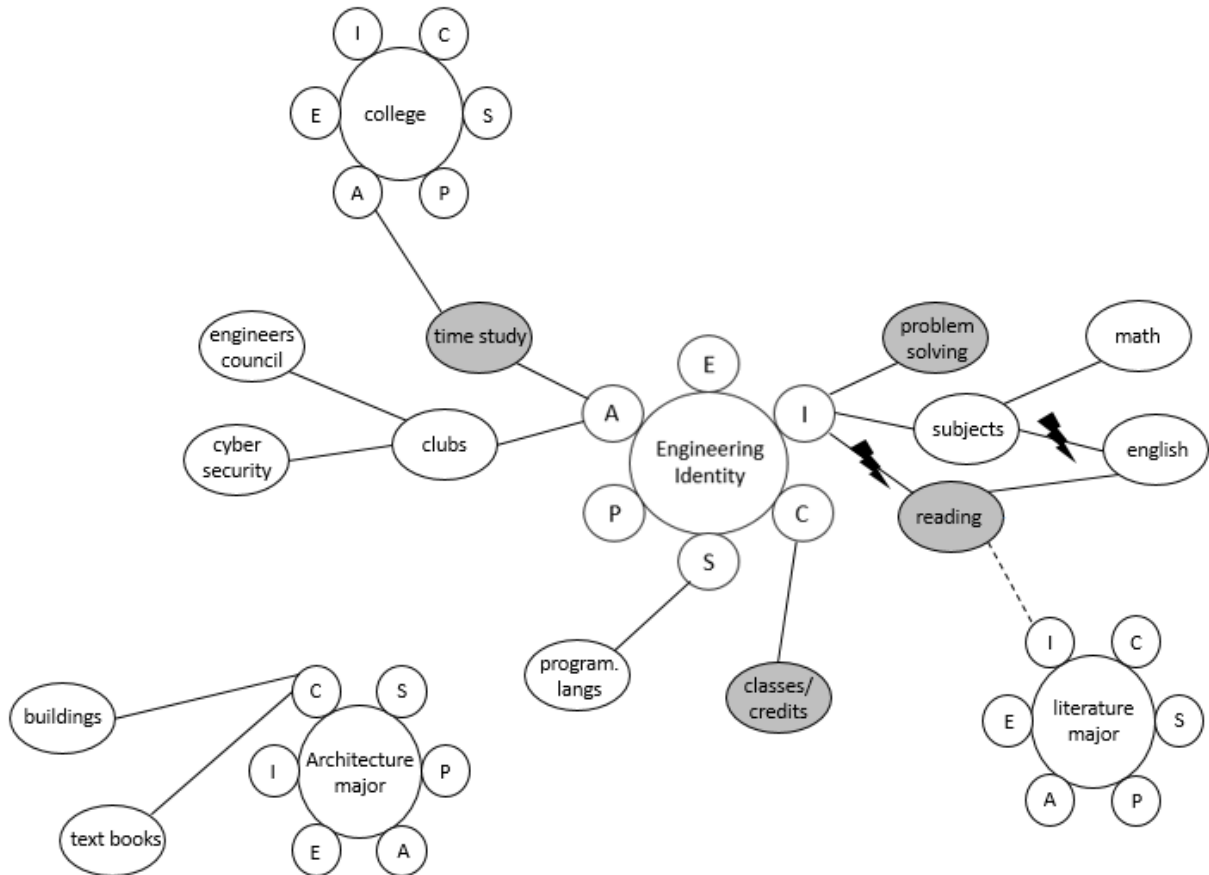 I
C
E
college
S
A
P
engineers
council
time study
problem
solving
math
E
A
I
clubs
subjects
cyber
security
Engineering
Identity
english
P
C
reading
S
program.
langs
classes/
credits
I
C
buildings
C
S
E
literature
major
S
I
Architecture
major
P
A
P
text books
E
A